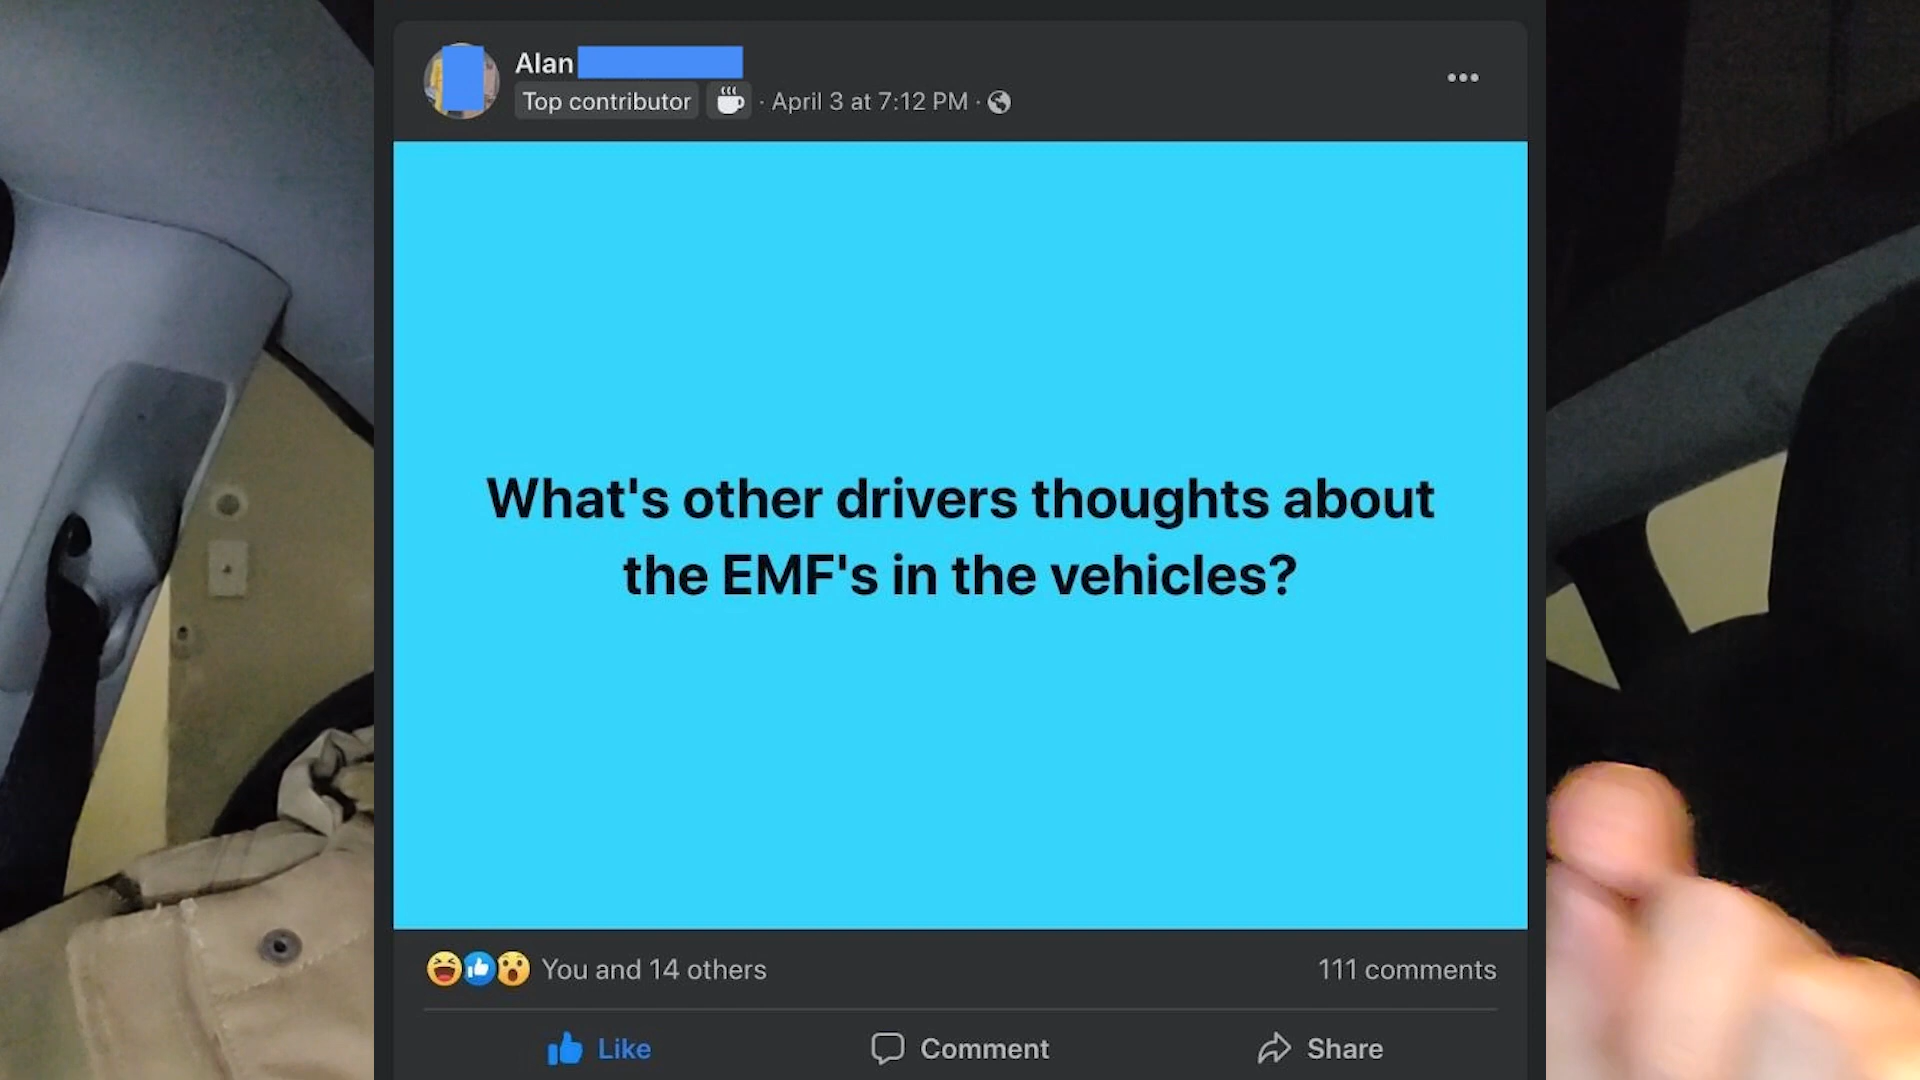 Alan
Top contributor · April 3 at 7:12 PM ·
What's other drivers thoughts about
the EMF's in the vehicles?
You and 14 others
111 comments
Like
Comment
Share